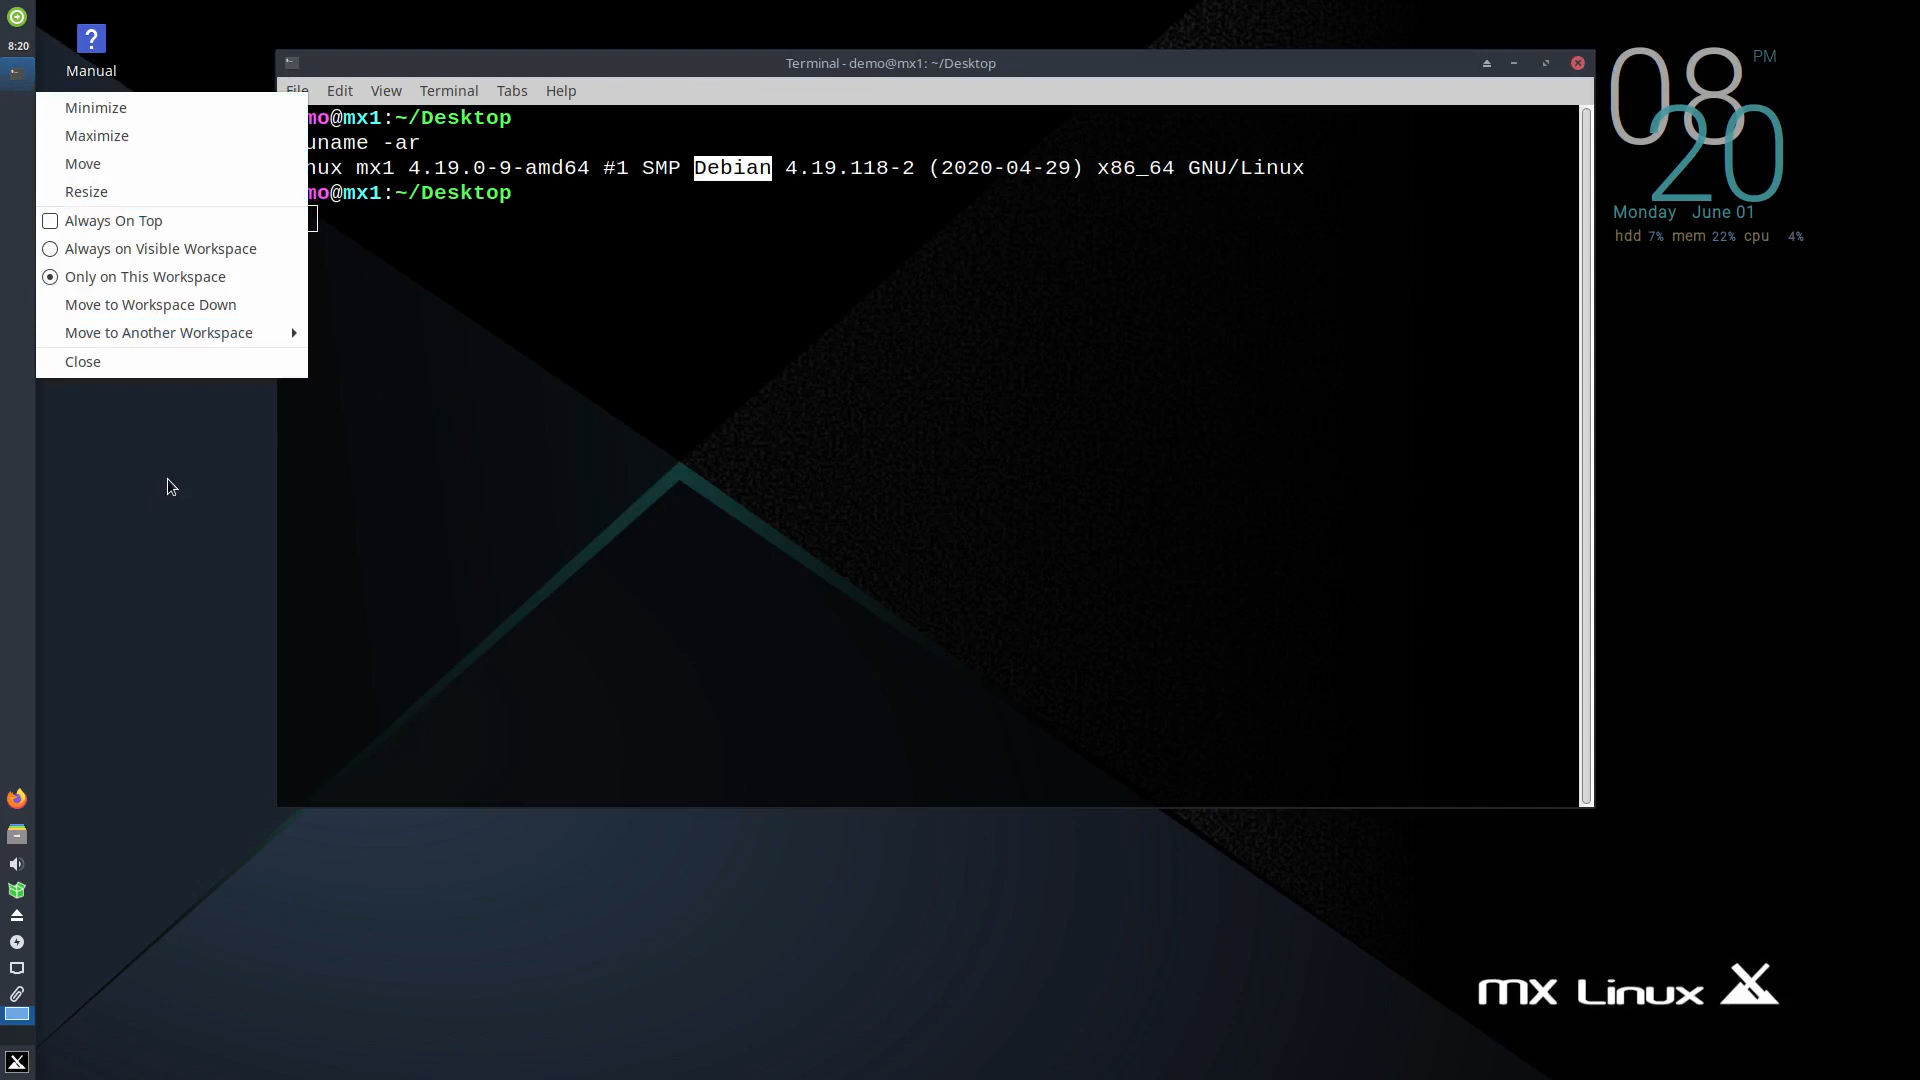 8:20
Manual
Terminal - demo@mx1: ~/Desktop
File Edit View Terminal Tabs Help
mo@mx1:~/Desktop
uname -ar
nux mx1 4.19.0-9-amd64 #1 SMP Debian 4.19.118-2 (2020-04-29) x86_64 GNU/Linux
mo@mx1:~/Desktop
Minimize
Maximize
Move
Resize
Always On Top
Always on Visible Workspace
Only on This Workspace
Move to Workspace Down
Move to Another Workspace
Close
08 PM
20
Monday June 01
hdd 7% mem 22% cpu 4%
mx Linux